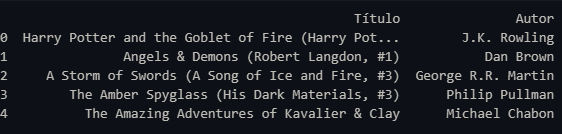 Título Autor
0 Harry Potter and the Goblet of Fire (Harry Pot... J.K. Rowling
1 Angels & Demons (Robert Langdon, #1) Dan Brown
2 A Storm of Swords (A Song of Ice and Fire, #3) George R.R. Martin
3 The Amber Spyglass (His Dark Materials, #3) Philip Pullman
4 The Amazing Adventures of Kavalier & Clay Michael Chabon